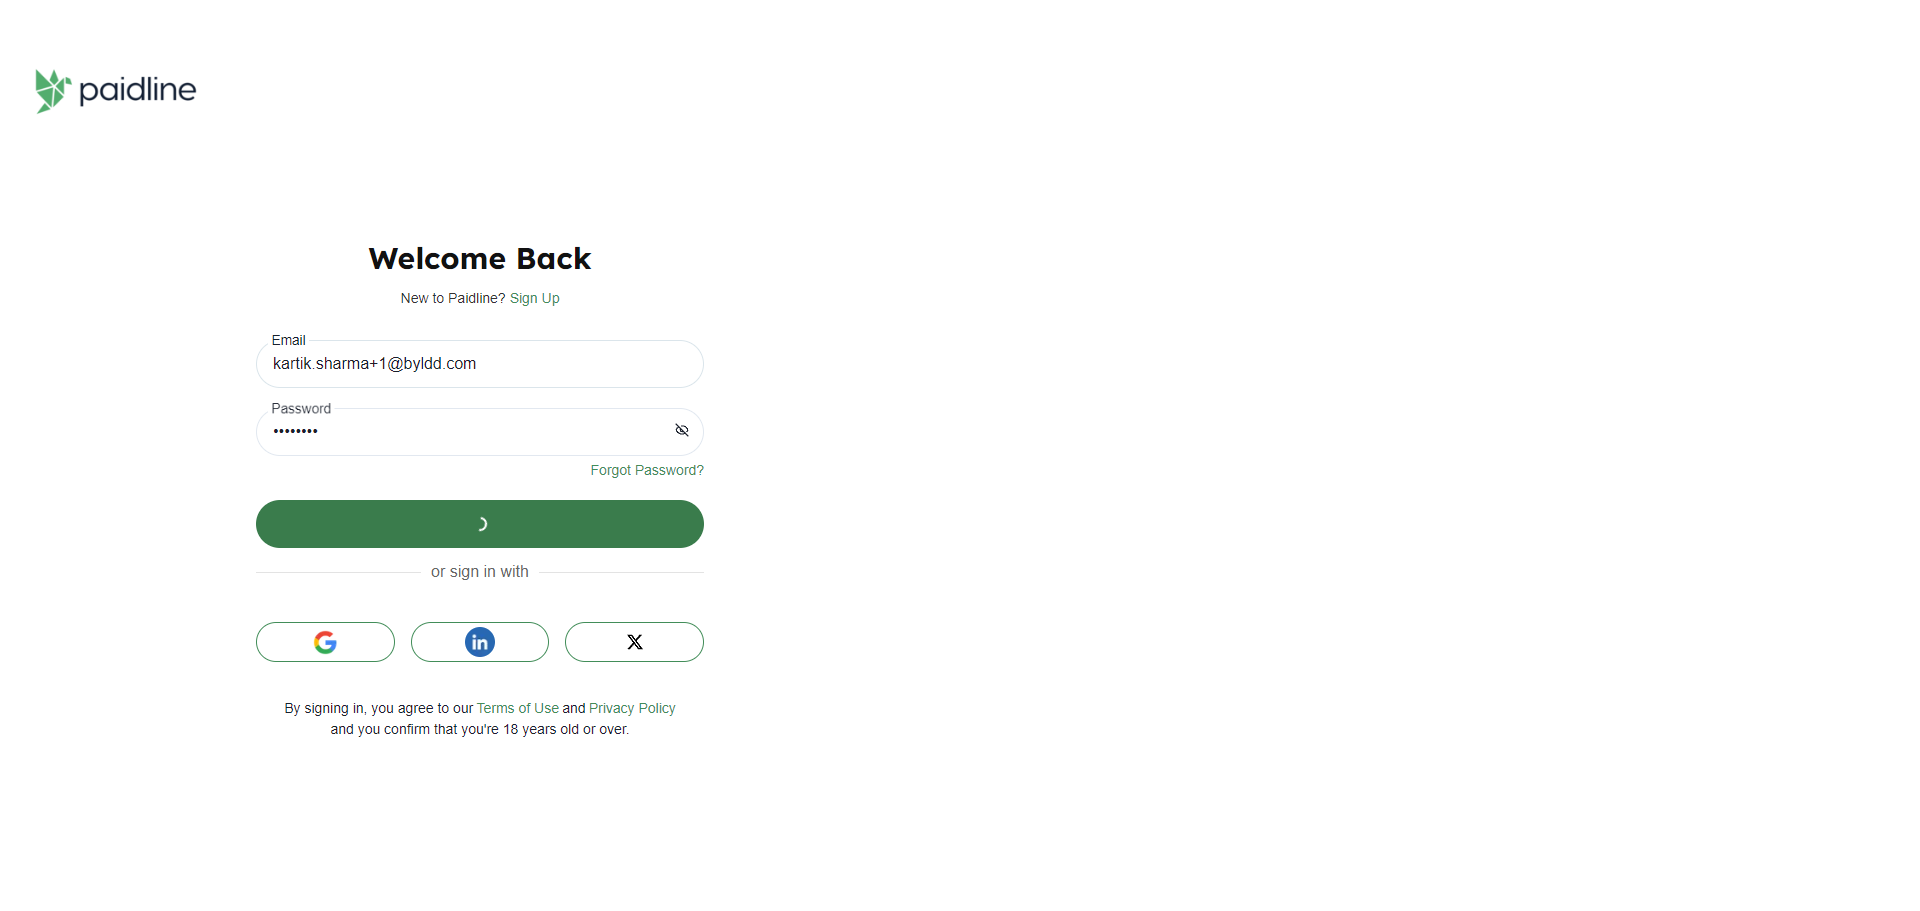 paidline
Welcome Back
New to Paidline? Sign Up
Email
kartik.sharma+1@byldd.com
Password
••••••••
Forgot Password?
or sign in with
G
in
X
By signing in, you agree to our Terms of Use and Privacy Policy
and you confirm that you're 18 years old or over.